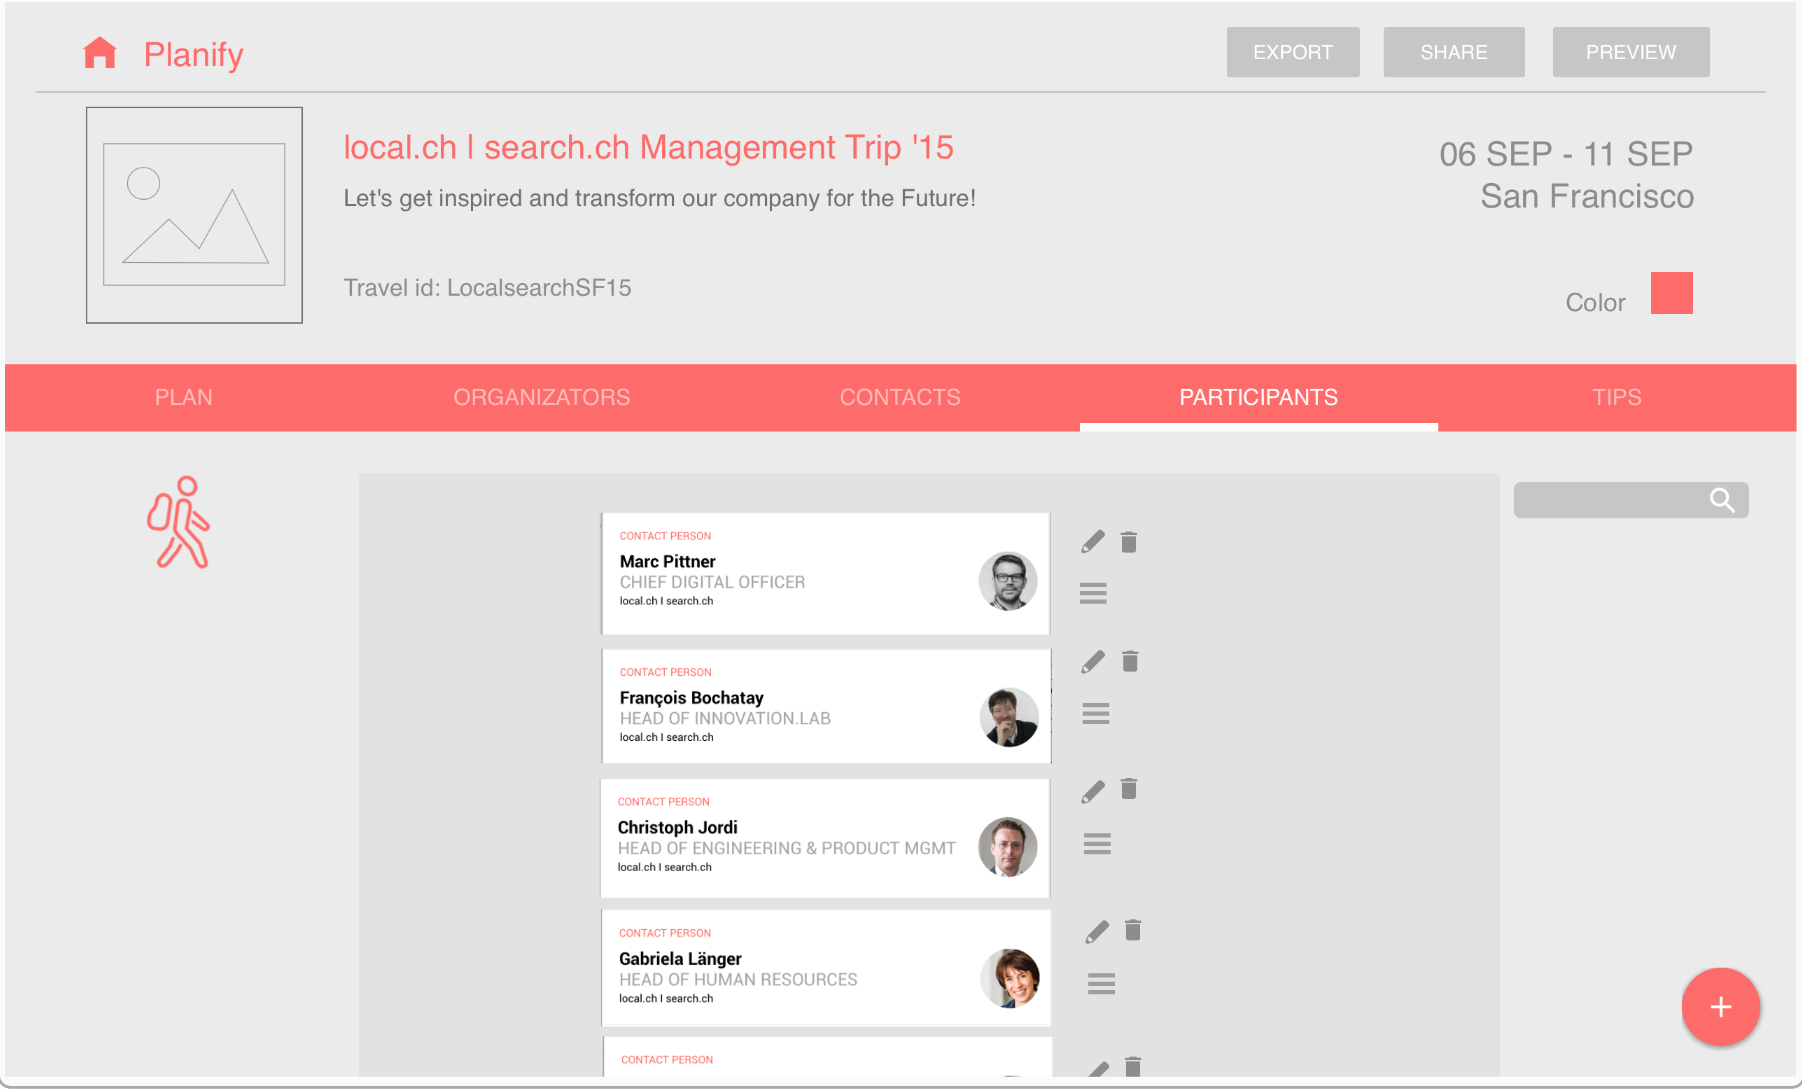 Planify
EXPORT
SHARE
PREVIEW
local.ch | search.ch Management Trip '15
Let's get inspired and transform our company for the Future!
Travel id: LocalsearchSF15
06 SEP - 11 SEP
San Francisco
Color
PLAN
ORGANIZATORS
CONTACTS
PARTICIPANTS
TIPS
CONTACT PERSON
Marc Pittner
CHIEF DIGITAL OFFICER
local.ch | search.ch
CONTACT PERSON
François Bochatay
HEAD OF INNOVATION.LAB
local.ch | search.ch
CONTACT PERSON
Christoph Jordi
HEAD OF ENGINEERING & PRODUCT MGMT
local.ch | search.ch
CONTACT PERSON
Gabriela Länger
HEAD OF HUMAN RESOURCES
local.ch | search.ch
CONTACT PERSON